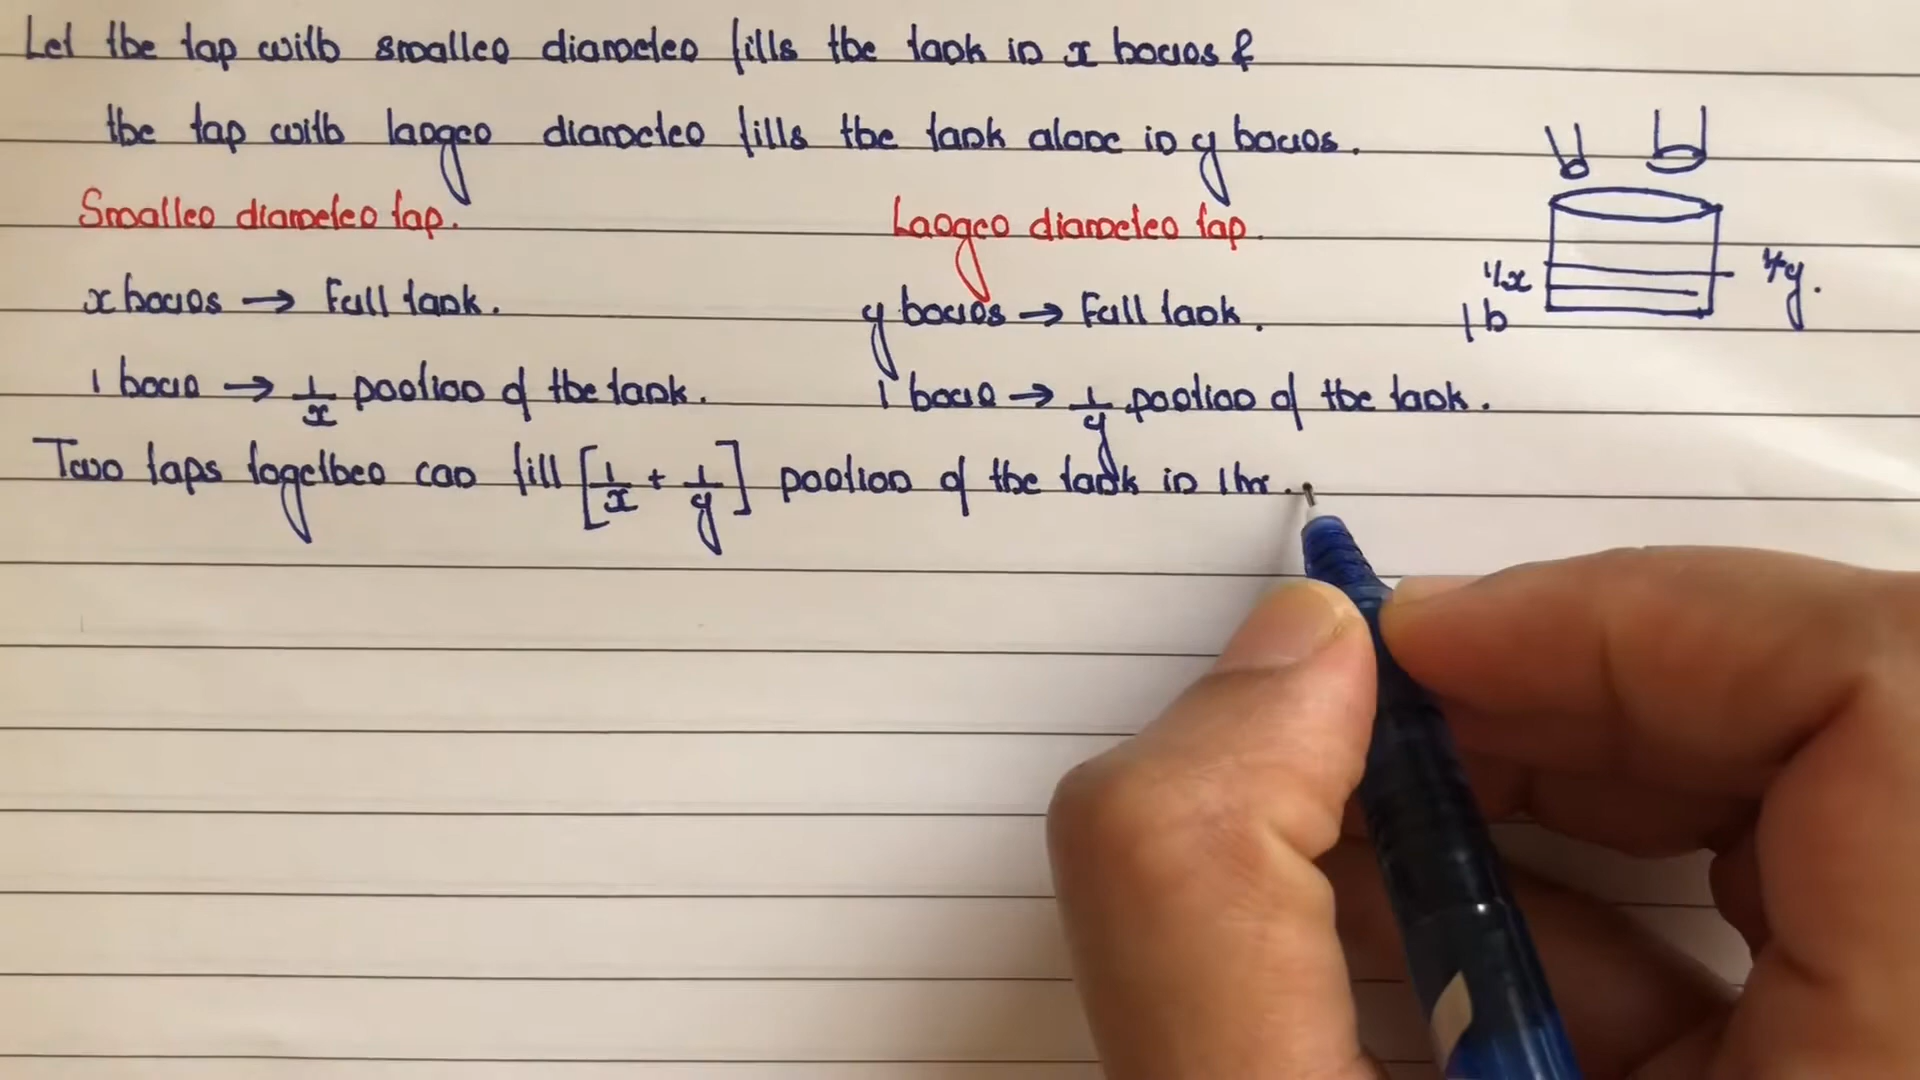 Let the tap with smaller diameter fills the tank in x hours &
the tap with larger diameter fills the tank alone in y hours.
Smaller diameter tap. Larger diameter tap.
x hours → Full tank. y hours → Full tank.
1 hour → 1/x portion of the tank. 1 hour → 1/y portion of the tank.
1/x 1/y.
1 h
Two taps together can fill [1/x + 1/y] portion of the tank in 1 hr.